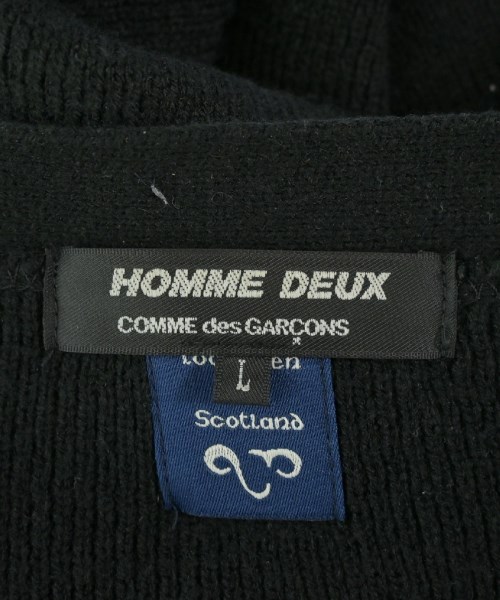 HOMME DEUX
COMME des GARÇONS
L
Scotland